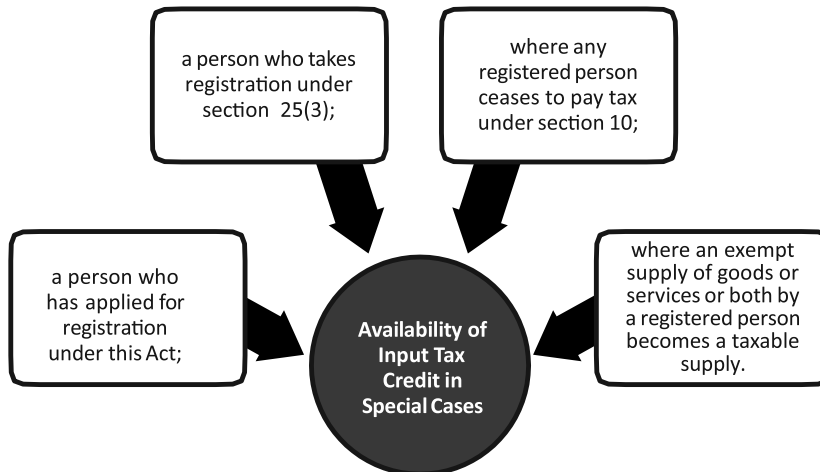 a person who takes
registration under
section 25(3);
where any
registered person
ceases to pay tax
under section 10;
a person who
has applied for
registration
under this Act;
where an exempt
supply of goods or
services or both by
a registered person
becomes a taxable
supply.
Availability of
Input Tax
Credit in
Special Cases